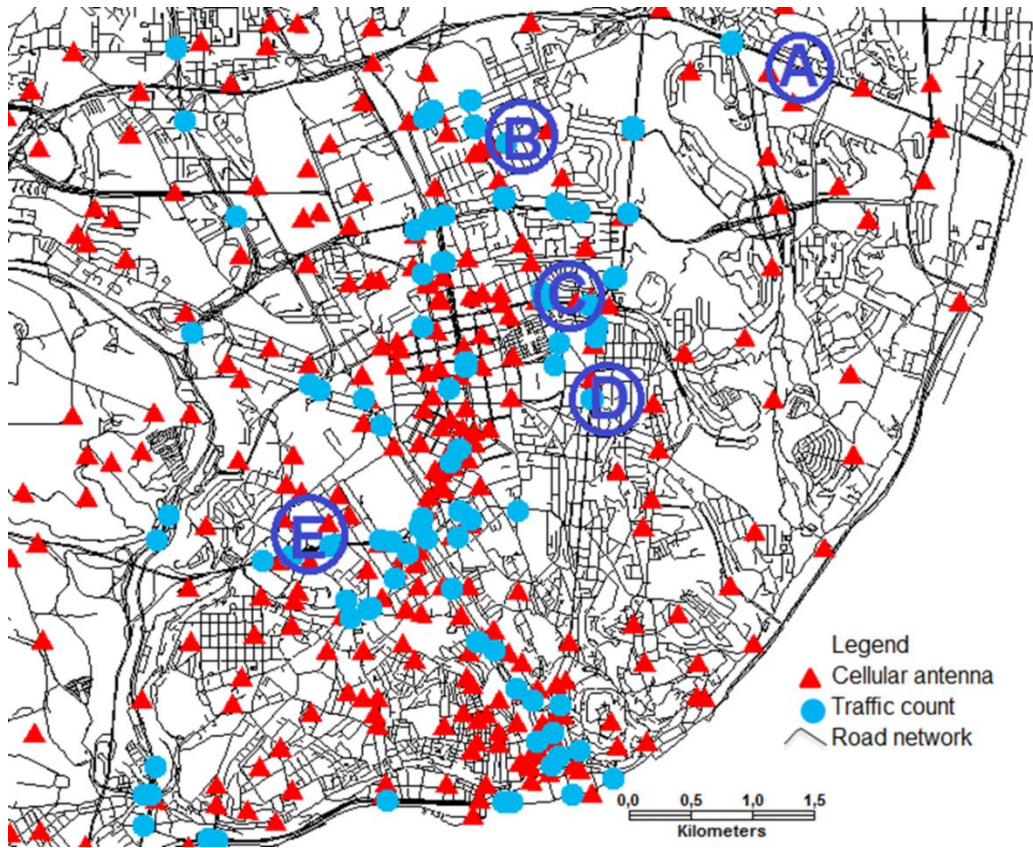 A
B
C
D
E
Legend
Cellular antenna
Traffic count
Road network
0,0 0,5 1,0 1,5
Kilometers